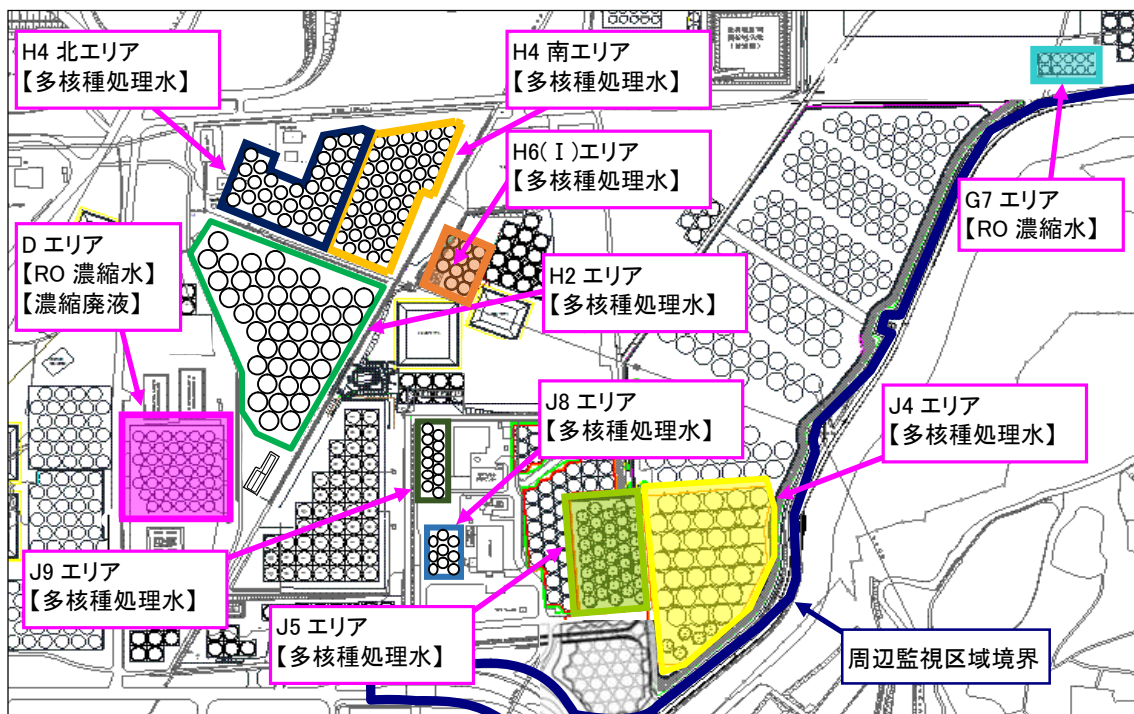 H4 北エリア
【多核種処理水】
H4 南エリア
【多核種処理水】
H6(Ⅰ)エリア
【多核種処理水】
G7 エリア
【RO 濃縮水】
D エリア
【RO 濃縮水】
【濃縮廃液】
H2 エリア
【多核種処理水】
J8 エリア
【多核種処理水】
J4 エリア
【多核種処理水】
J9 エリア
【多核種処理水】
J5 エリア
【多核種処理水】
周辺監視区域境界